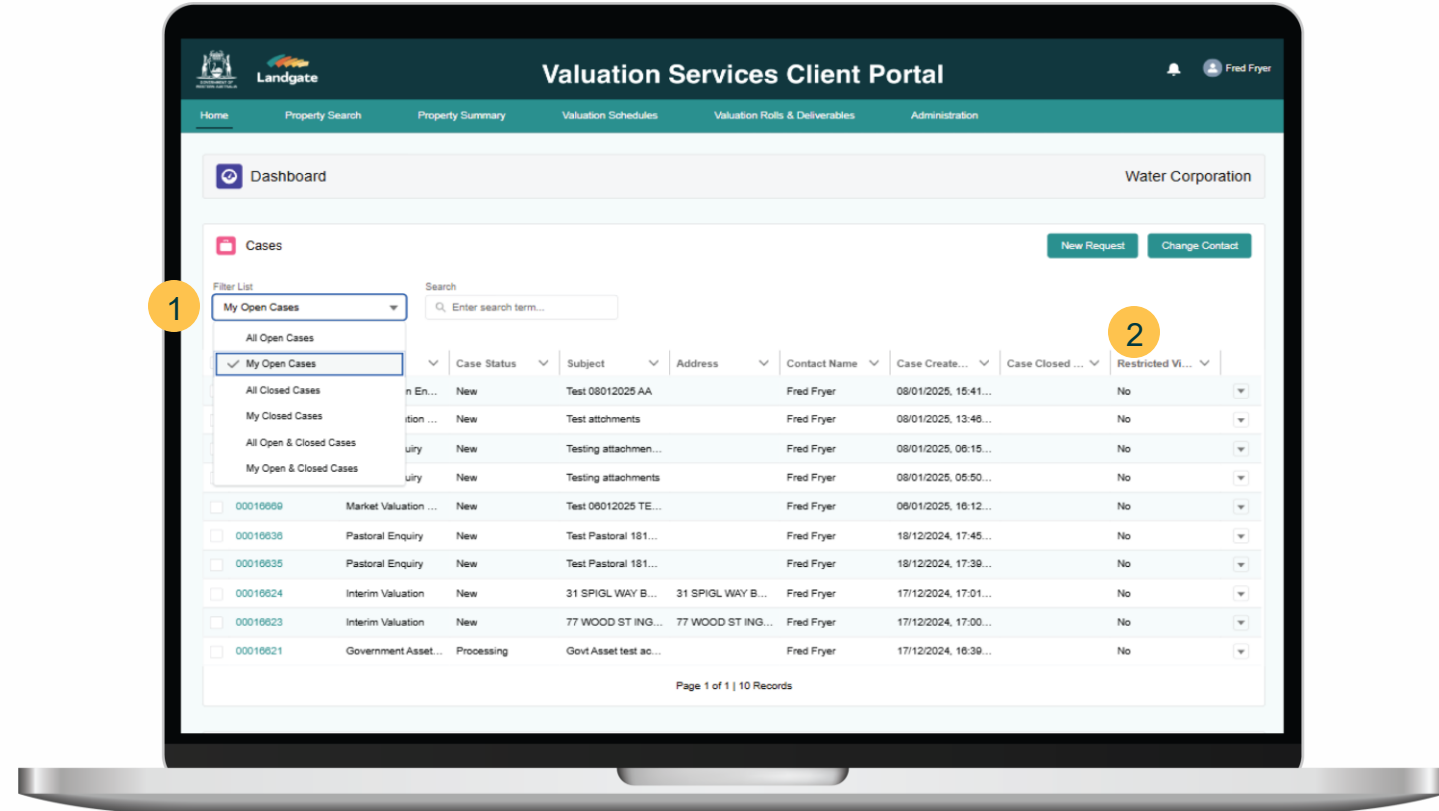 GOVERNMENT OF
WESTERN AUSTRALIA
Landgate
Valuation Services Client Portal
Fred Fryer
Home Property Search Property Summary Valuation Schedules Valuation Rolls & Deliverables Administration
Dashboard Water Corporation
Cases New Request Change Contact
Filter List Search
1 My Open Cases Enter search term...
2
All Open Cases
My Open Cases
All Closed Cases
My Closed Cases
All Open & Closed Cases
My Open & Closed Cases
Case Status Subject Address Contact Name Case Create... Case Closed ... Restricted Vi...
n En... New Test 08012025 AA Fred Fryer 08/01/2025, 15:41... No
tion ... New Test attchments Fred Fryer 08/01/2025, 13:46... No
uiry New Testing attachmen... Fred Fryer 08/01/2025, 06:15... No
uiry New Testing attachments Fred Fryer 08/01/2025, 05:50... No
00016669 Market Valuation ... New Test 06012025 TE... Fred Fryer 06/01/2025, 16:12... No
00016636 Pastoral Enquiry New Test Pastoral 181... Fred Fryer 18/12/2024, 17:45... No
00016635 Pastoral Enquiry New Test Pastoral 181... Fred Fryer 18/12/2024, 17:39... No
00016624 Interim Valuation New 31 SPIGL WAY B... 31 SPIGL WAY B... Fred Fryer 17/12/2024, 17:01... No
00016623 Interim Valuation New 77 WOOD ST ING... 77 WOOD ST ING... Fred Fryer 17/12/2024, 17:00... No
00016621 Government Asset... Processing Govt Asset test ac... Fred Fryer 17/12/2024, 16:39... No
Page 1 of 1 | 10 Records